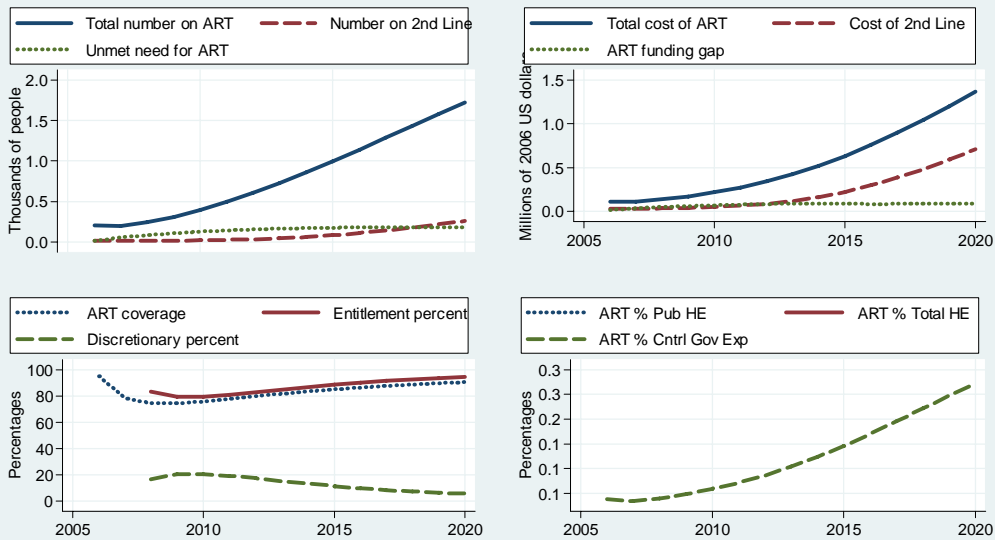 Total number on ART
Number on 2nd Line
Unmet need for ART
Thousands of people
2.0
1.5
1.0
0.5
0.0
Total cost of ART
Cost of 2nd Line
ART funding gap
Millions of 2006 US dolla
1.5
1.0
0.5
0.0
2005
2010
2015
2020
ART coverage
Entitlement percent
Discretionary percent
Percentages
100
80
60
40
20
0
2005
2010
2015
2020
ART % Pub HE
ART % Total HE
ART % Cntrl Gov Exp
Percentages
0.3
0.3
0.2
0.1
0.1
0.1
2005
2010
2015
2020